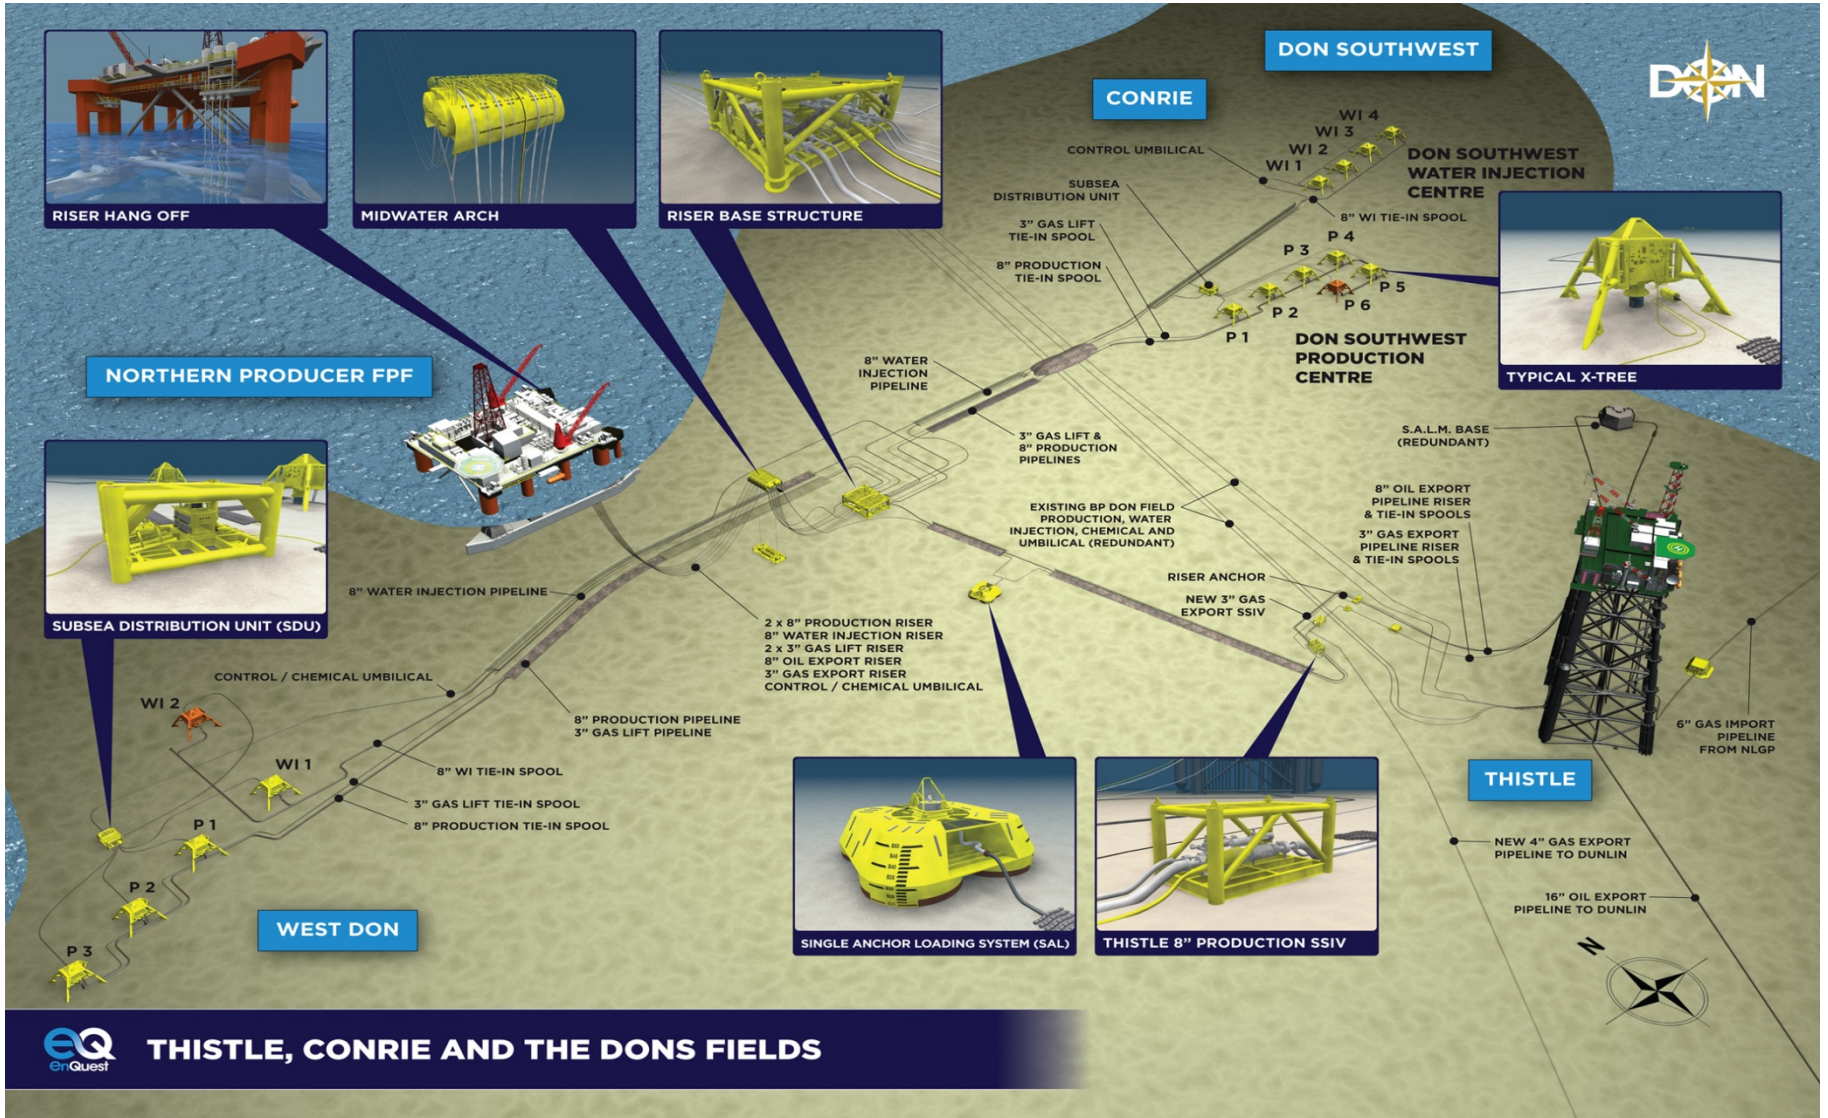 DON SOUTHWEST
CONRIE
DON
RISER HANG OFF
MIDWATER ARCH
RISER BASE STRUCTURE
WI 4
WI 3
WI 2
WI 1
CONTROL UMBILICAL
DON SOUTHWEST
WATER INJECTION
CENTRE
SUBSEA
DISTRIBUTION UNIT
8" WI TIE-IN SPOOL
3" GAS LIFT
TIE-IN SPOOL
8" PRODUCTION
TIE-IN SPOOL
P 4
P 3
P 5
P 6
P 2
P 1
DON SOUTHWEST
PRODUCTION
CENTRE
TYPICAL X-TREE
NORTHERN PRODUCER FPF
8" WATER
INJECTION
PIPELINE
3" GAS LIFT &
8" PRODUCTION
PIPELINES
S.A.L.M. BASE
(REDUNDANT)
8" OIL EXPORT
PIPELINE RISER
& TIE-IN SPOOLS
3" GAS EXPORT
PIPELINE RISER
& TIE-IN SPOOLS
EXISTING BP DON FIELD
PRODUCTION, WATER
INJECTION, CHEMICAL AND
UMBILICAL (REDUNDANT)
RISER ANCHOR
NEW 3" GAS
EXPORT SSIV
SUBSEA DISTRIBUTION UNIT (SDU)
8" WATER INJECTION PIPELINE
2 x 8" PRODUCTION RISER
8" WATER INJECTION RISER
2 x 3" GAS LIFT RISER
8" OIL EXPORT RISER
3" GAS EXPORT RISER
CONTROL / CHEMICAL UMBILICAL
CONTROL / CHEMICAL UMBILICAL
WI 2
8" PRODUCTION PIPELINE
3" GAS LIFT PIPELINE
6" GAS IMPORT
PIPELINE
FROM NLGP
WI 1
8" WI TIE-IN SPOOL
3" GAS LIFT TIE-IN SPOOL
8" PRODUCTION TIE-IN SPOOL
THISTLE
P 1
P 2
P 3
NEW 4" GAS EXPORT
PIPELINE TO DUNLIN
16" OIL EXPORT
PIPELINE TO DUNLIN
WEST DON
SINGLE ANCHOR LOADING SYSTEM (SAL)
THISTLE 8" PRODUCTION SSIV
N
EQ
EnQuest
THISTLE, CONRIE AND THE DONS FIELDS